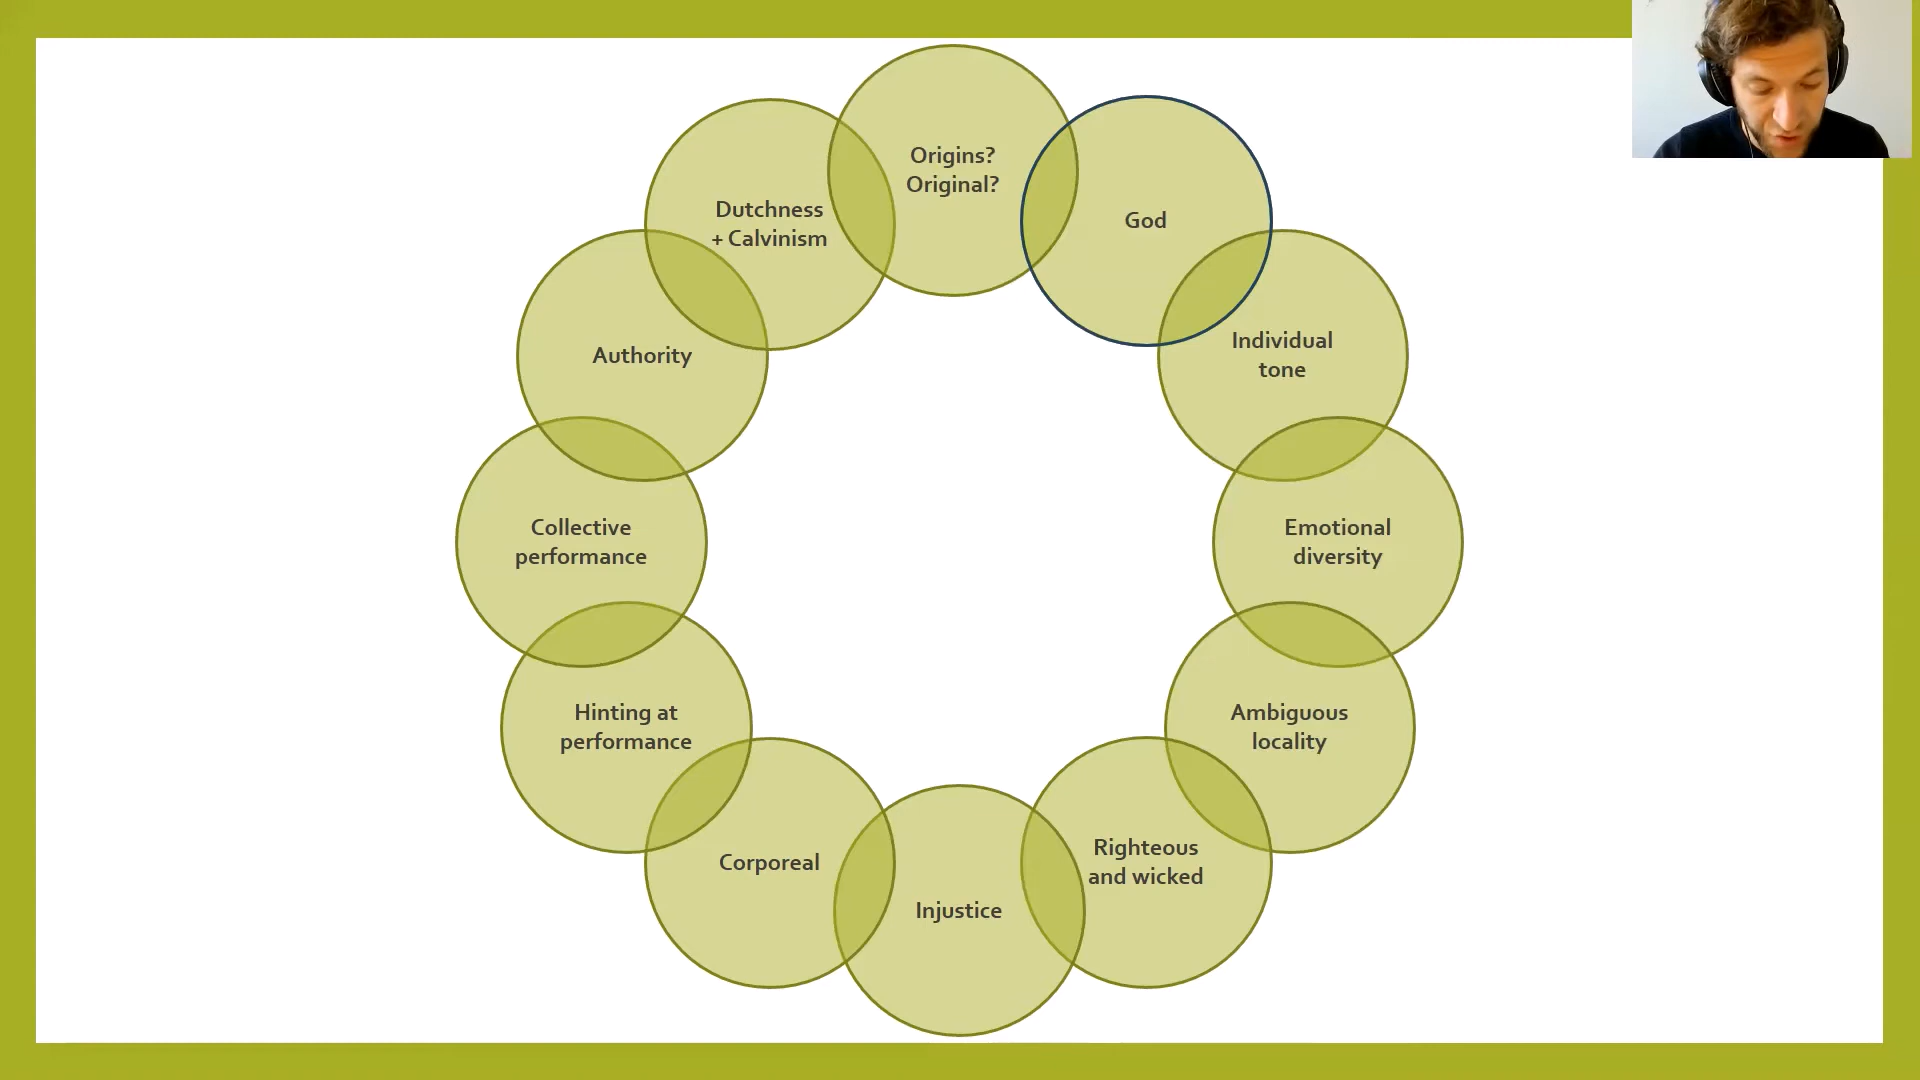 Origins?
Original?
God
Individual
tone
Emotional
diversity
Ambiguous
locality
Righteous
and wicked
Injustice
Corporeal
Hinting at
performance
Collective
performance
Authority
Dutchness
+ Calvinism